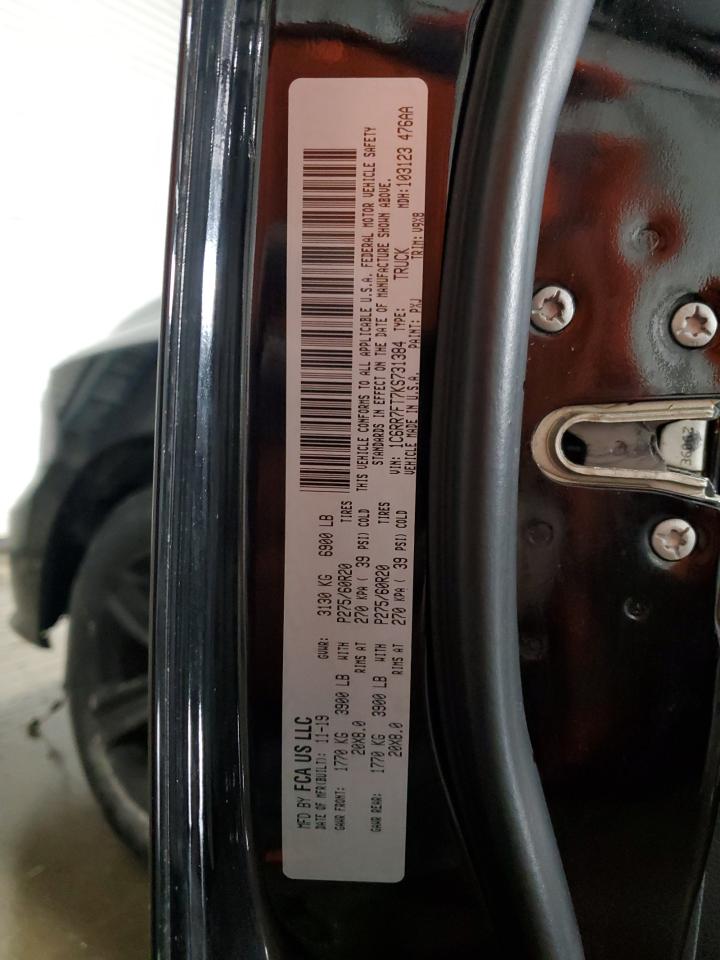 MFD BY FCA US LLC
DATE OF MFR(BUILT): 11-19 GVWR: 3130 KG 6900 LB
GAWR FRONT: 1770 KG 3900 LB WITH P275/60R20 TIRES
20X8.0 RIMS AT 270 KPA ( 39 PSI) COLD
GAWR REAR: 1770 KG 3900 LB WITH P275/60R20 TIRES
20X8.0 RIMS AT 270 KPA ( 39 PSI) COLD
THIS VEHICLE CONFORMS TO ALL APPLICABLE U.S.A. FEDERAL MOTOR VEHICLE SAFETY
STANDARDS IN EFFECT ON THE DATE OF MANUFACTURE SHOWN ABOVE.
VIN: 1C6RR7FT7KS731384 TYPE: TRUCK MDH:103123 476AA
VEHICLE MADE IN U.S.A. PAINT: PXJ TRIM: V9X8